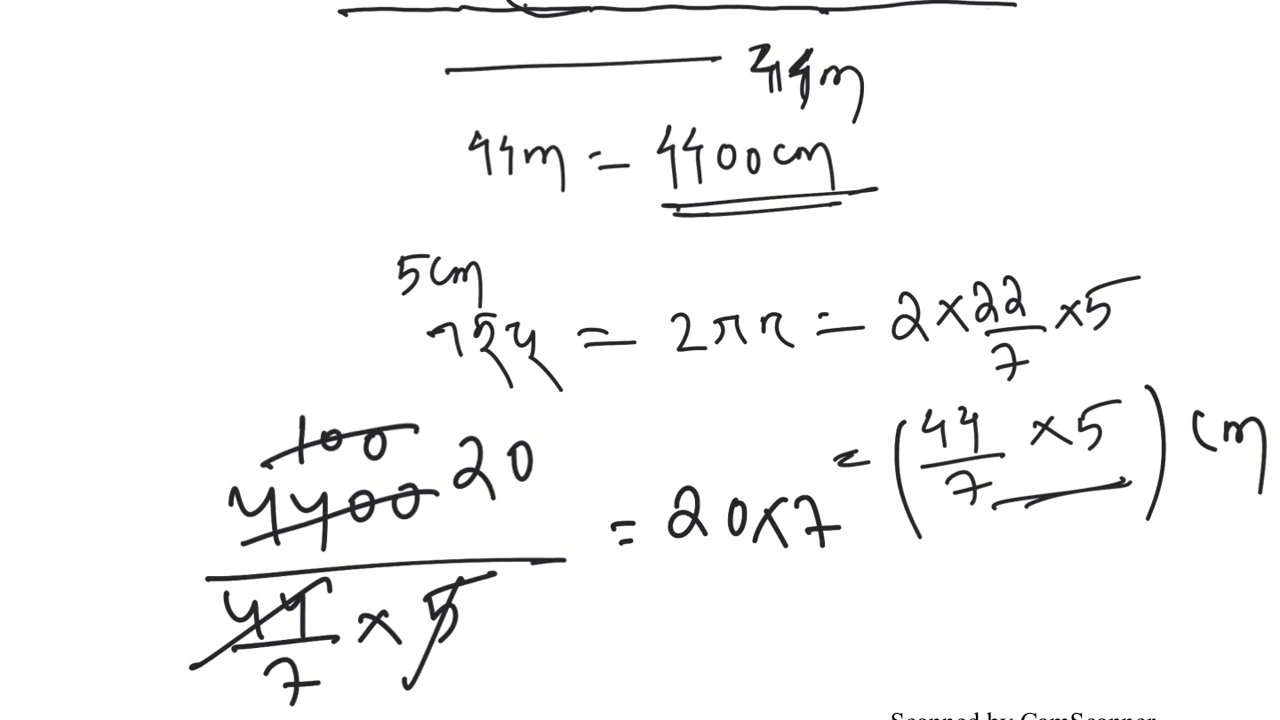 44m
44m = 4400cm
5cm
= 2πr = 2 × 22/7 × 5
= (44/7 × 5) cm
100
4400 20
= 20×7
44/7 × 5